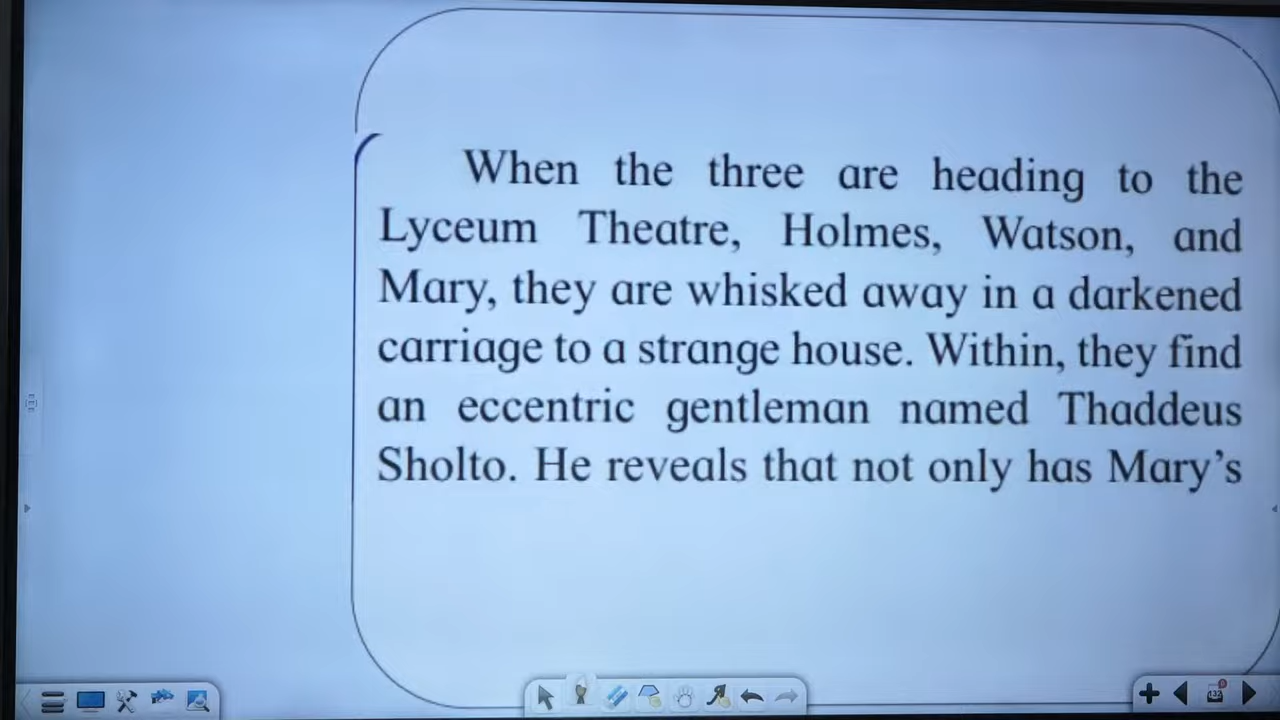 When the three are heading to the
Lyceum Theatre, Holmes, Watson, and
Mary, they are whisked away in a darkened
carriage to a strange house. Within, they find
an eccentric gentleman named Thaddeus
Sholto. He reveals that not only has Mary’s